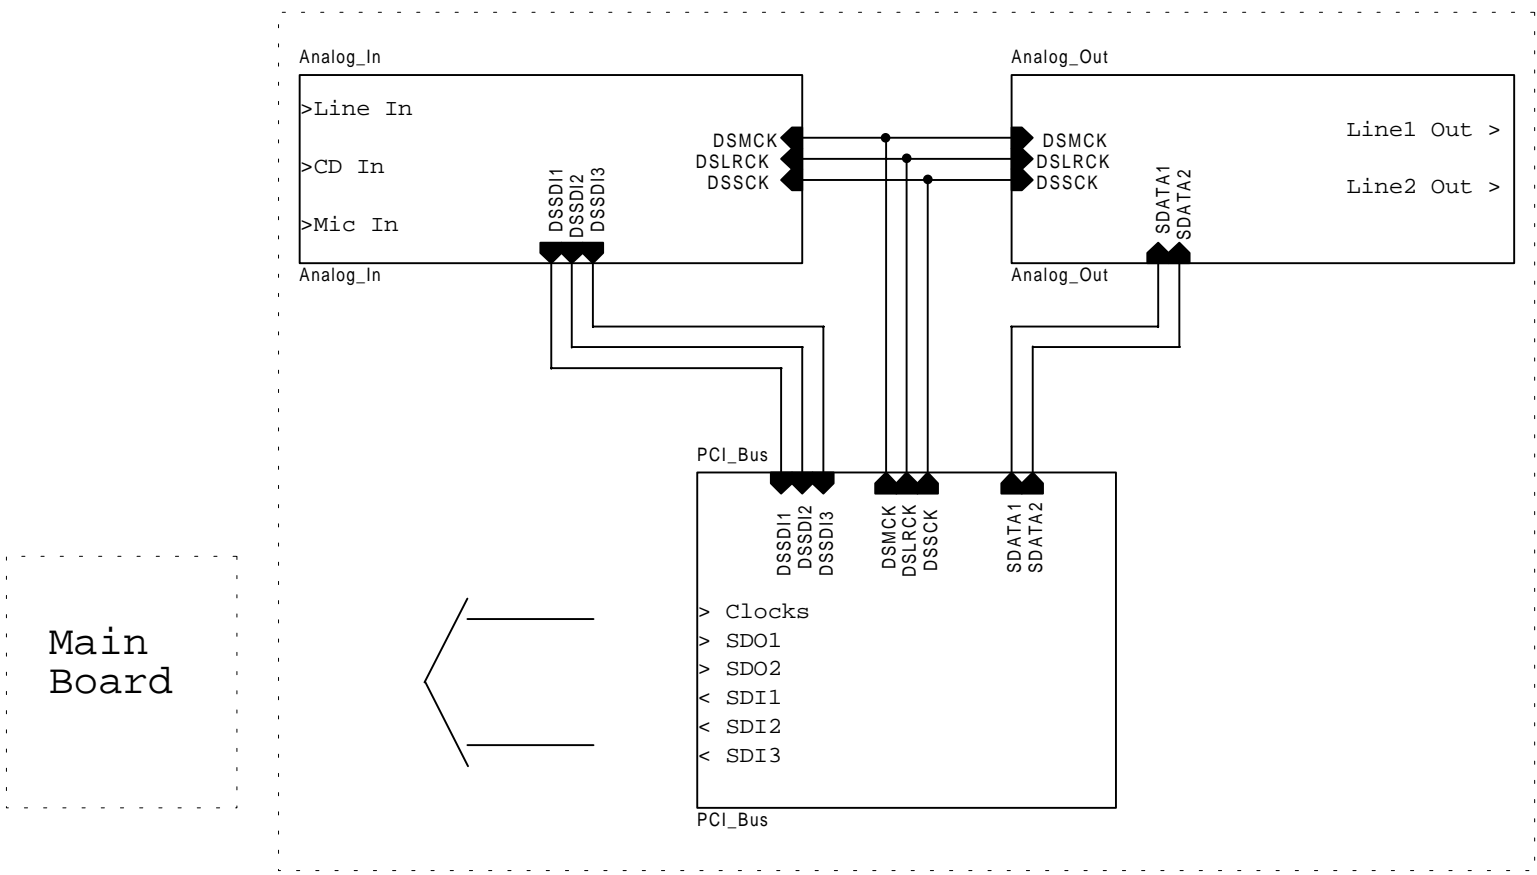 Analog_In
>Line In
>CD In
>Mic In
DSSDI1
DSSDI2
DSSDI3
DSMCK
DSLRCK
DSSCK
Analog_In
Analog_Out
DSMCK
DSLRCK
DSSCK
SDATA1
SDATA2
Line1 Out >
Line2 Out >
Analog_Out
PCI_Bus
DSSDI1
DSSDI2
DSSDI3
DSMCK
DSLRCK
DSSCK
SDATA1
SDATA2
> Clocks
> SDO1
> SDO2
< SDI1
< SDI2
< SDI3
PCI_Bus
Main
Board